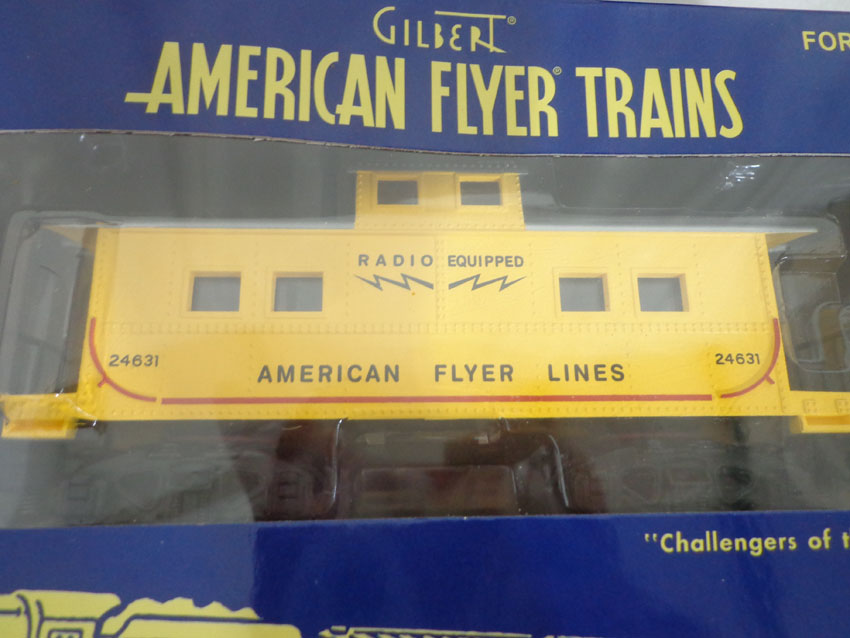 GILBERT®
FOR
AMERICAN FLYER® TRAINS
RADIO EQUIPPED
24631
24631
AMERICAN FLYER LINES
"Challengers of t